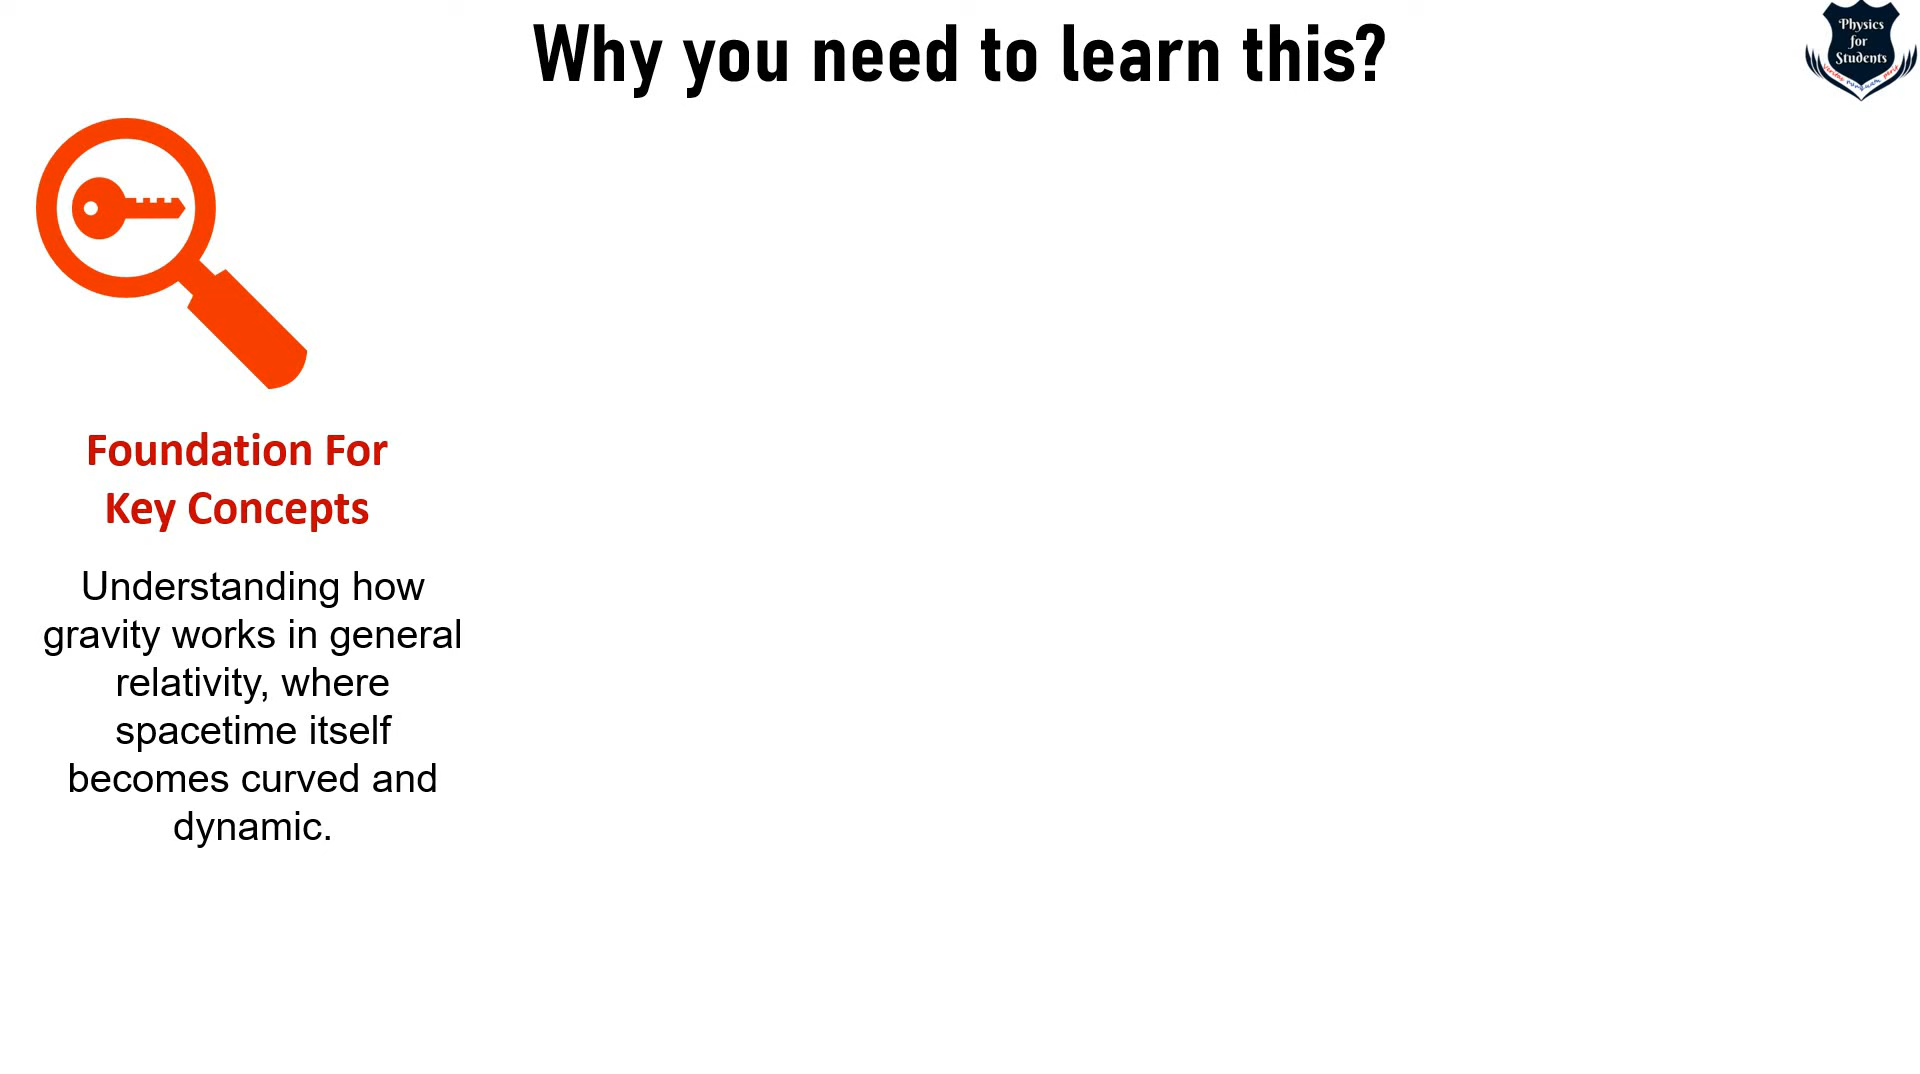 Why you need to learn this?
Physics
for
Students
Foundation For
Key Concepts
Understanding how
gravity works in general
relativity, where
spacetime itself
becomes curved and
dynamic.